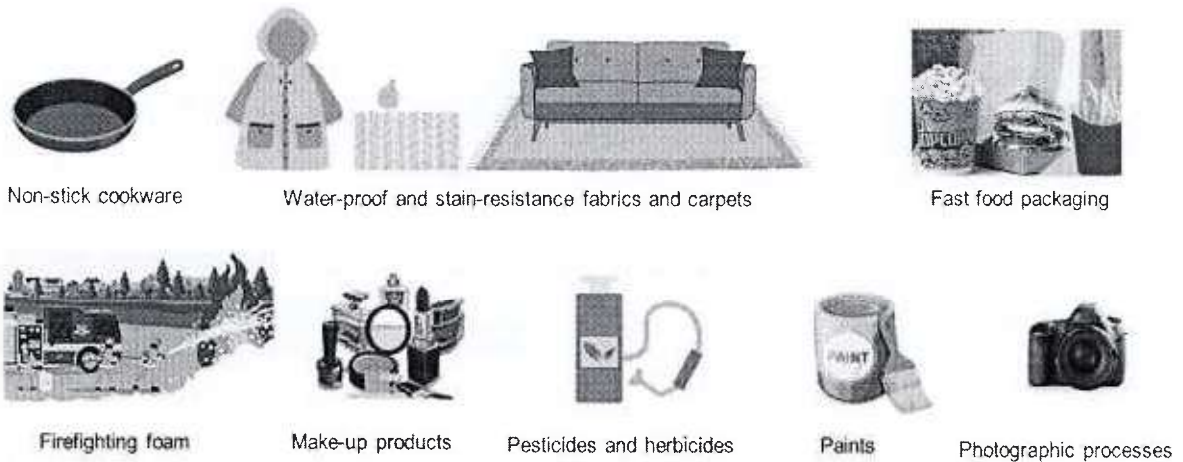 Non-stick cookware
Water-proof and stain-resistance fabrics and carpets
Fast food packaging
PAINT
Firefighting foam
Make-up products
Pesticides and herbicides
Paints
Photographic processes